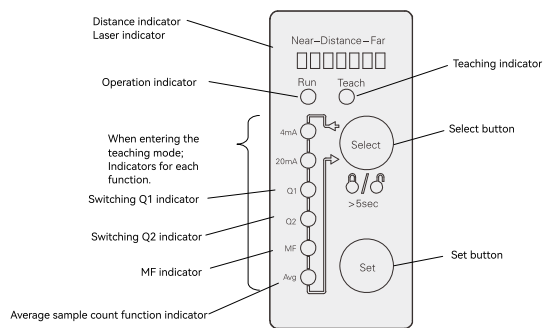 Distance indicator
Laser indicator
Near–Distance–Far
Teaching indicator
Run
Teach
Operation indicator
4mA
Select
Select button
When entering the
teaching mode;
Indicators for each
function.
20mA
Q1
>5sec
Switching Q1 indicator
Q2
Switching Q2 indicator
MF
MF indicator
Set
Set button
Avg
Average sample count function indicator